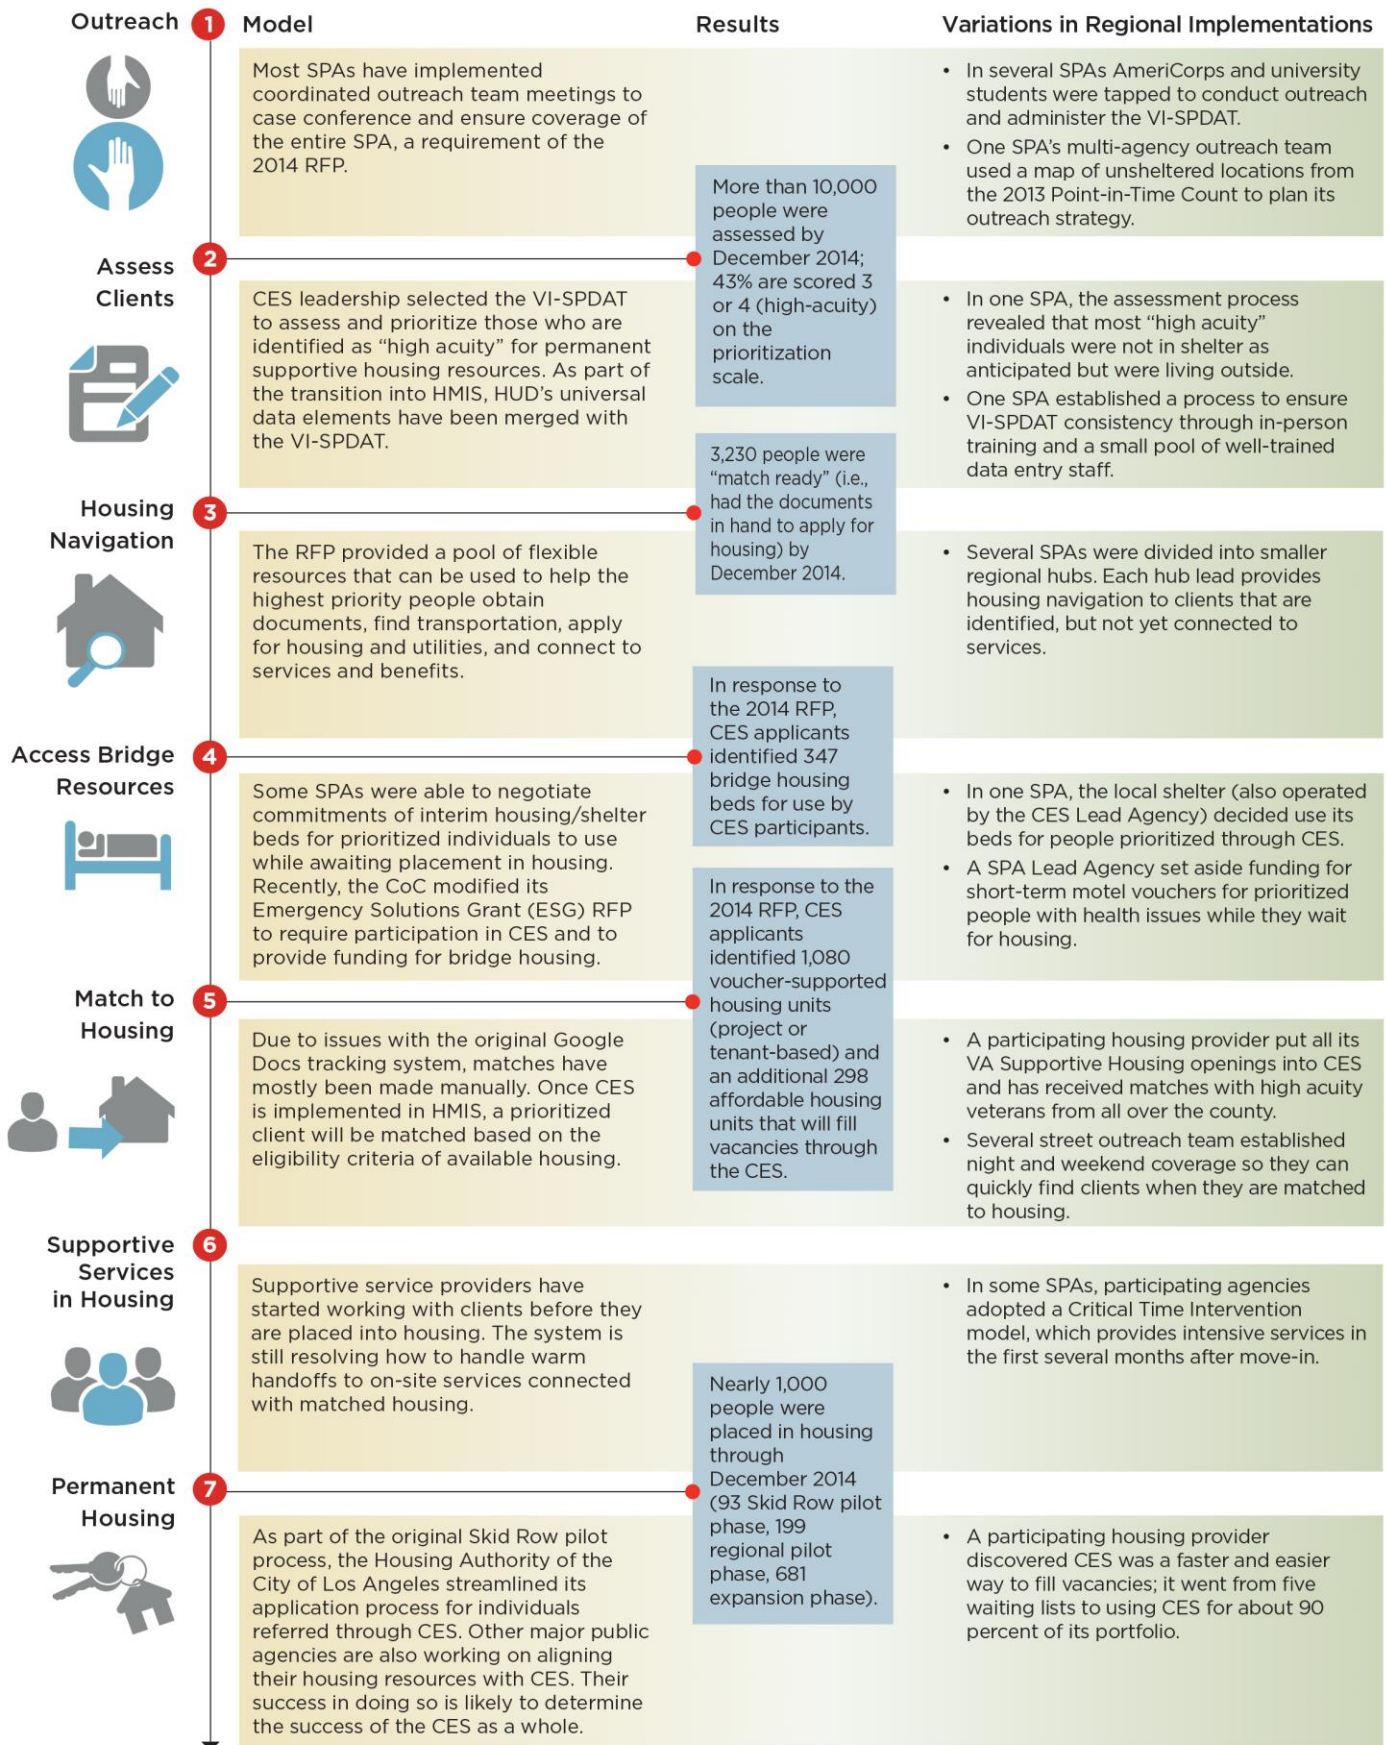 Outreach
1
Model
Results
Variations in Regional Implementations
Most SPAs have implemented
coordinated outreach team meetings to
case conference and ensure coverage of
the entire SPA, a requirement of the
2014 RFP.
• In several SPAs AmeriCorps and university
students were tapped to conduct outreach
and administer the VI-SPDAT.
• One SPA’s multi-agency outreach team
used a map of unsheltered locations from
the 2013 Point-in-Time Count to plan its
outreach strategy.
Assess
Clients
2
More than 10,000
people were
assessed by
December 2014;
43% are scored 3
or 4 (high-acuity)
on the
prioritization
scale.
CES leadership selected the VI-SPDAT
to assess and prioritize those who are
identified as “high acuity” for permanent
supportive housing resources. As part of
the transition into HMIS, HUD’s universal
data elements have been merged with
the VI-SPDAT.
• In one SPA, the assessment process
revealed that most “high acuity”
individuals were not in shelter as
anticipated but were living outside.
• One SPA established a process to ensure
VI-SPDAT consistency through in-person
training and a small pool of well-trained
data entry staff.
Housing
Navigation
3
3,230 people were
“match ready” (i.e.,
had the documents
in hand to apply for
housing) by
December 2014.
The RFP provided a pool of flexible
resources that can be used to help the
highest priority people obtain
documents, find transportation, apply
for housing and utilities, and connect to
services and benefits.
• Several SPAs were divided into smaller
regional hubs. Each hub lead provides
housing navigation to clients that are
identified, but not yet connected to
services.
Access Bridge
Resources
4
In response to
the 2014 RFP,
CES applicants
identified 347
bridge housing
beds for use by
CES participants.
Some SPAs were able to negotiate
commitments of interim housing/shelter
beds for prioritized individuals to use
while awaiting placement in housing.
Recently, the CoC modified its
Emergency Solutions Grant (ESG) RFP
to require participation in CES and to
provide funding for bridge housing.
• In one SPA, the local shelter (also operated
by the CES Lead Agency) decided use its
beds for people prioritized through CES.
• A SPA Lead Agency set aside funding for
short-term motel vouchers for prioritized
people with health issues while they wait
for housing.
Match to
Housing
5
In response to the
2014 RFP, CES
applicants
identified 1,080
voucher-supported
housing units
(project or
tenant-based) and
an additional 298
affordable housing
units that will fill
vacancies through
the CES.
Due to issues with the original Google
Docs tracking system, matches have
mostly been made manually. Once CES
is implemented in HMIS, a prioritized
client will be matched based on the
eligibility criteria of available housing.
• A participating housing provider put all its
VA Supportive Housing openings into CES
and has received matches with high acuity
veterans from all over the county.
• Several street outreach team established
night and weekend coverage so they can
quickly find clients when they are matched
to housing.
Supportive
Services
in Housing
6
Supportive service providers have
started working with clients before they
are placed into housing. The system is
still resolving how to handle warm
handoffs to on-site services connected
with matched housing.
• In some SPAs, participating agencies
adopted a Critical Time Intervention
model, which provides intensive services in
the first several months after move-in.
Permanent
Housing
7
Nearly 1,000
people were
placed in housing
through
December 2014
(93 Skid Row pilot
phase, 199
regional pilot
phase, 681
expansion phase).
As part of the original Skid Row pilot
process, the Housing Authority of the
City of Los Angeles streamlined its
application process for individuals
referred through CES. Other major public
agencies are also working on aligning
their housing resources with CES. Their
success in doing so is likely to determine
the success of the CES as a whole.
• A participating housing provider
discovered CES was a faster and easier
way to fill vacancies; it went from five
waiting lists to using CES for about 90
percent of its portfolio.